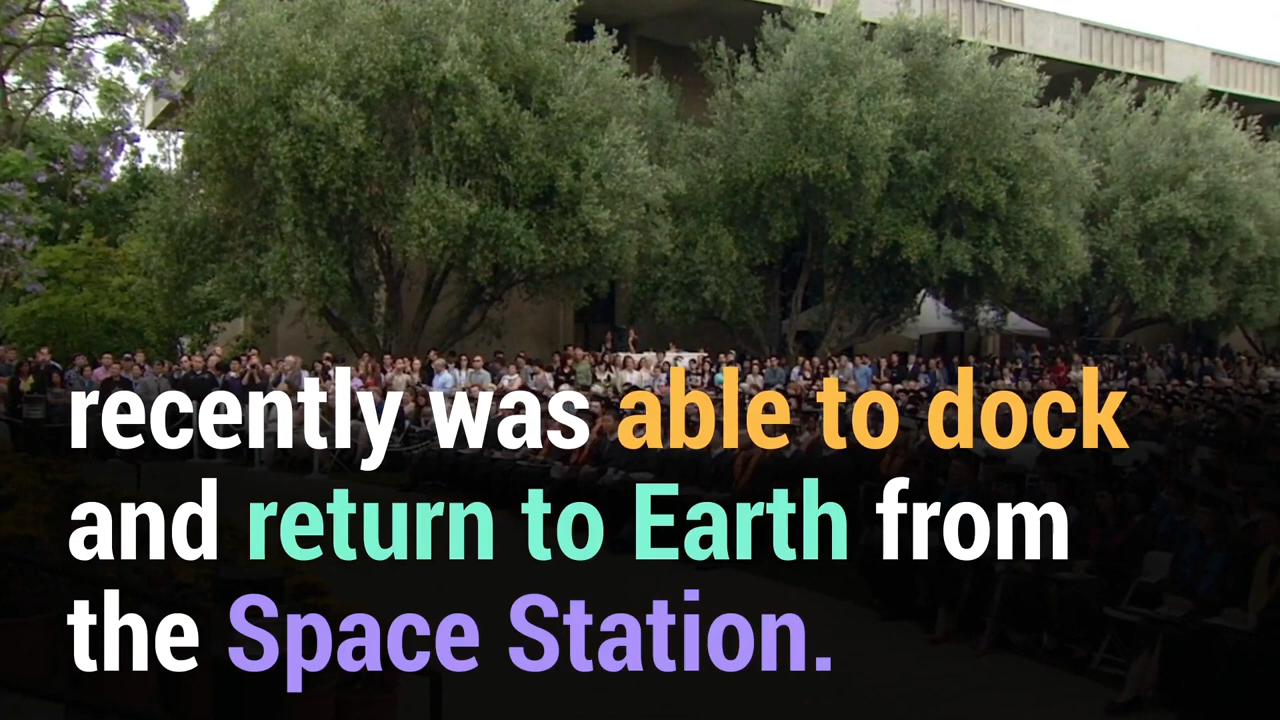 recently was able to dock
and return to Earth from
the Space Station.